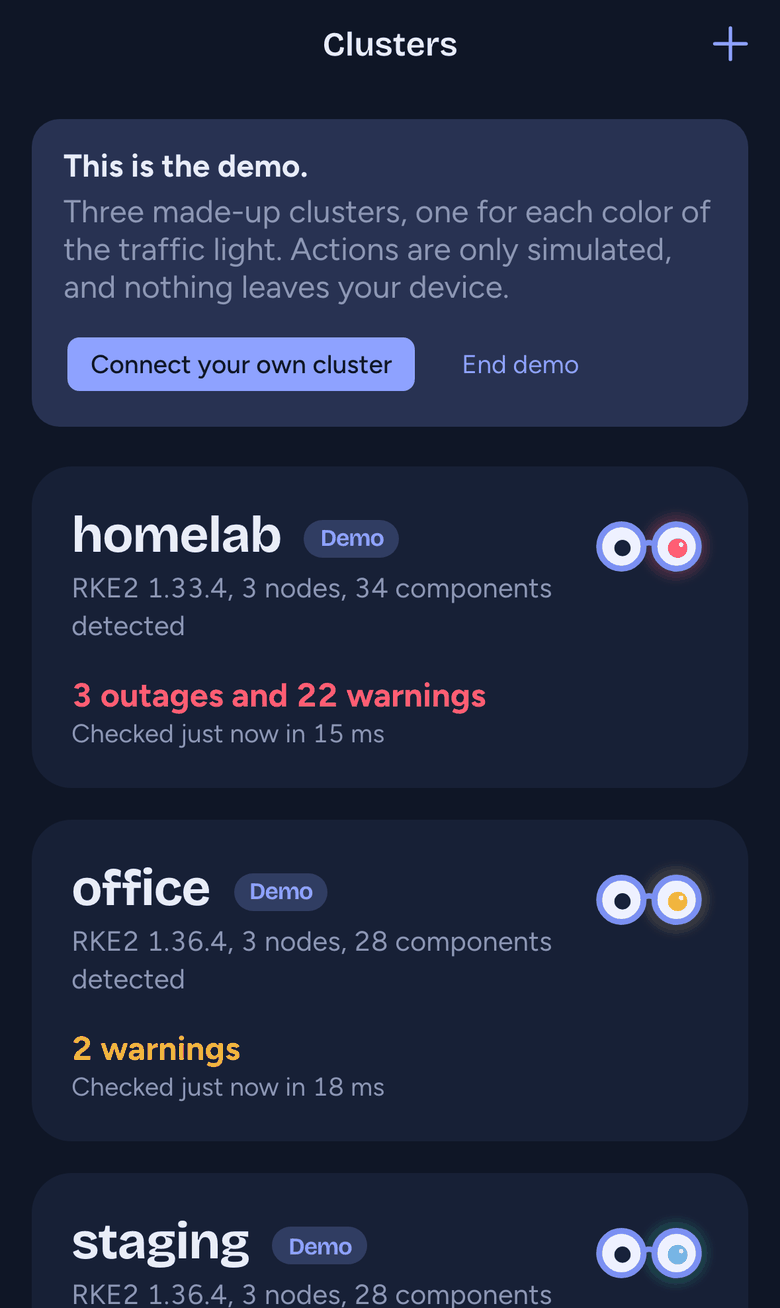 Clusters
This is the demo.
Three made-up clusters, one for each color of
the traffic light. Actions are only simulated,
and nothing leaves your device.
Connect your own cluster
End demo
homelab
Demo
RKE2 1.33.4, 3 nodes, 34 components
detected
3 outages and 22 warnings
Checked just now in 15 ms
office
Demo
RKE2 1.36.4, 3 nodes, 28 components
detected
2 warnings
Checked just now in 18 ms
staging
Demo
RKE2 1.36.4, 3 nodes, 28 components